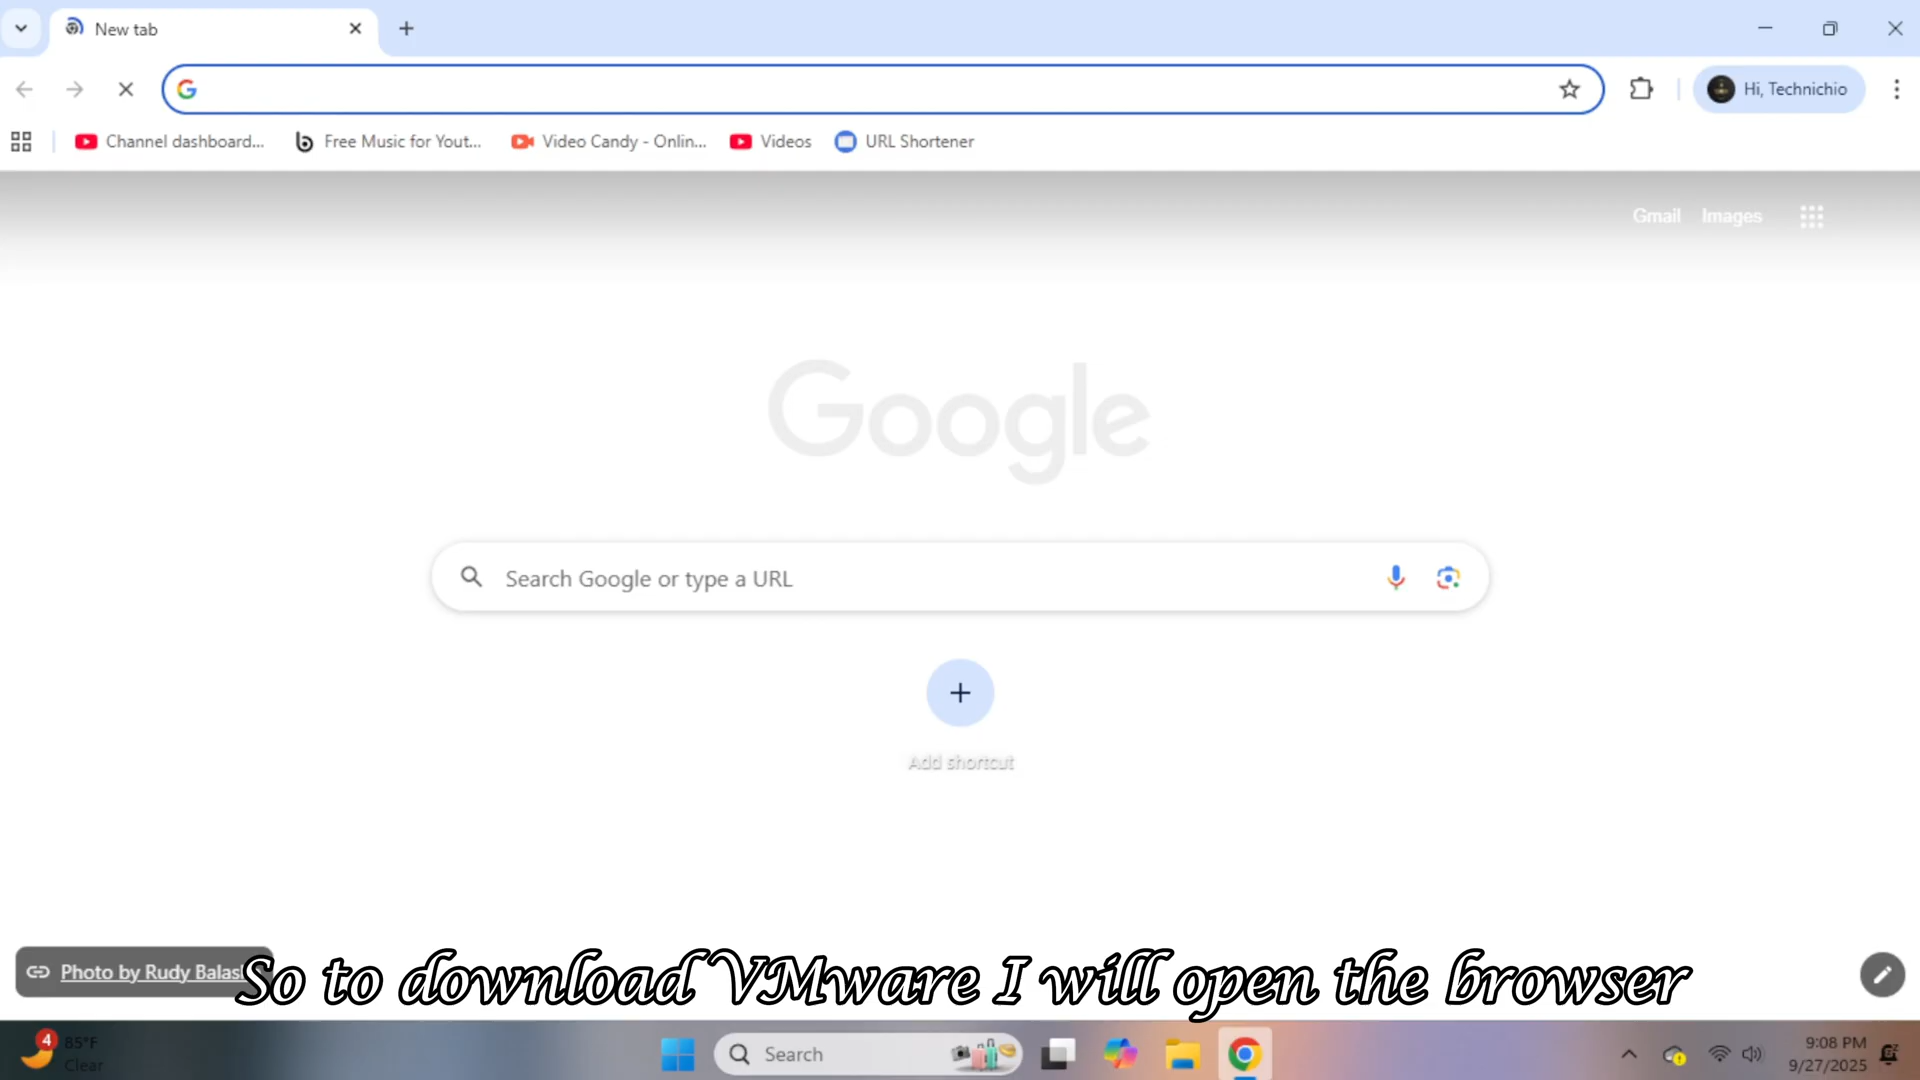 New tab
Hi, Technichio
Channel dashboard...
Free Music for Yout...
Video Candy - Onlin...
Videos
URL Shortener
Gmail
Images
Google
Search Google or type a URL
Add shortcut
Photo by Rudy Balas
So to download VMware I will open the browser
4
85°F
Clear
Search
9:08 PM
9/27/2025